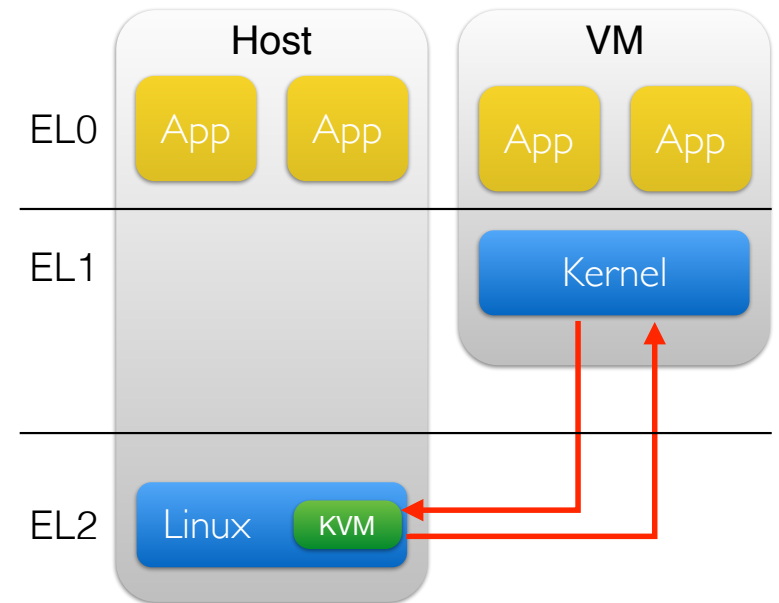 Host
VM
EL0
App
App
App
App
EL1
Kernel
EL2
Linux
KVM